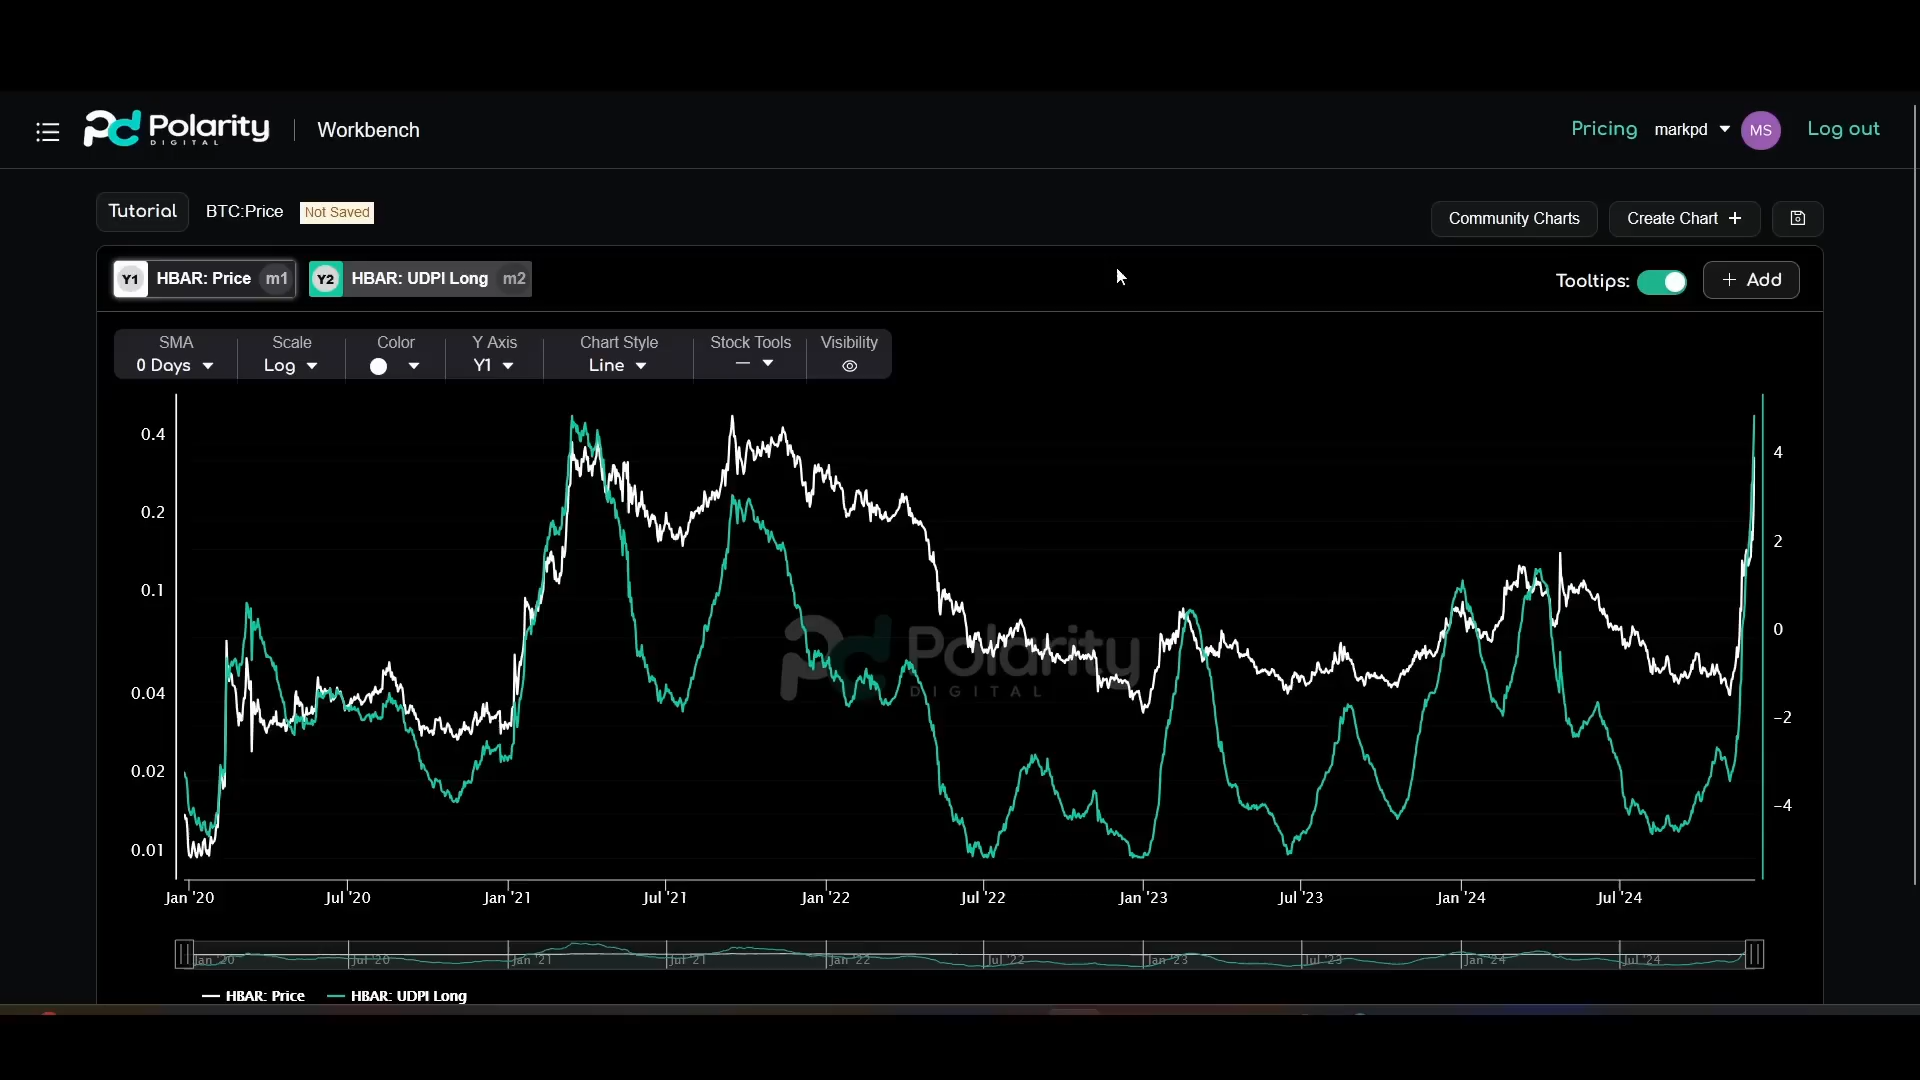 Polarity
DIGITAL
Workbench
Pricing
markpd
MS
Log out
Tutorial
BTC:Price
Not Saved
Community Charts
Create Chart +
Y1 HBAR: Price m1
Y2 HBAR: UDPI Long m2
Tooltips:
+ Add
SMA
0 Days
Scale
Log
Color
Y Axis
Y1
Chart Style
Line
Stock Tools
Visibility
0.4
0.2
0.1
0.04
0.02
0.01
4
2
0
−2
−4
Polarity
DIGITAL
Jan '20 Jul '20 Jan '21 Jul '21 Jan '22 Jul '22 Jan '23 Jul '23 Jan '24 Jul '24
Jan '20 Jul '20 Jan '21 Jul '21 Jan '22 Jul '22 Jan '23 Jul '23 Jan '24 Jul '24
HBAR: Price HBAR: UDPI Long